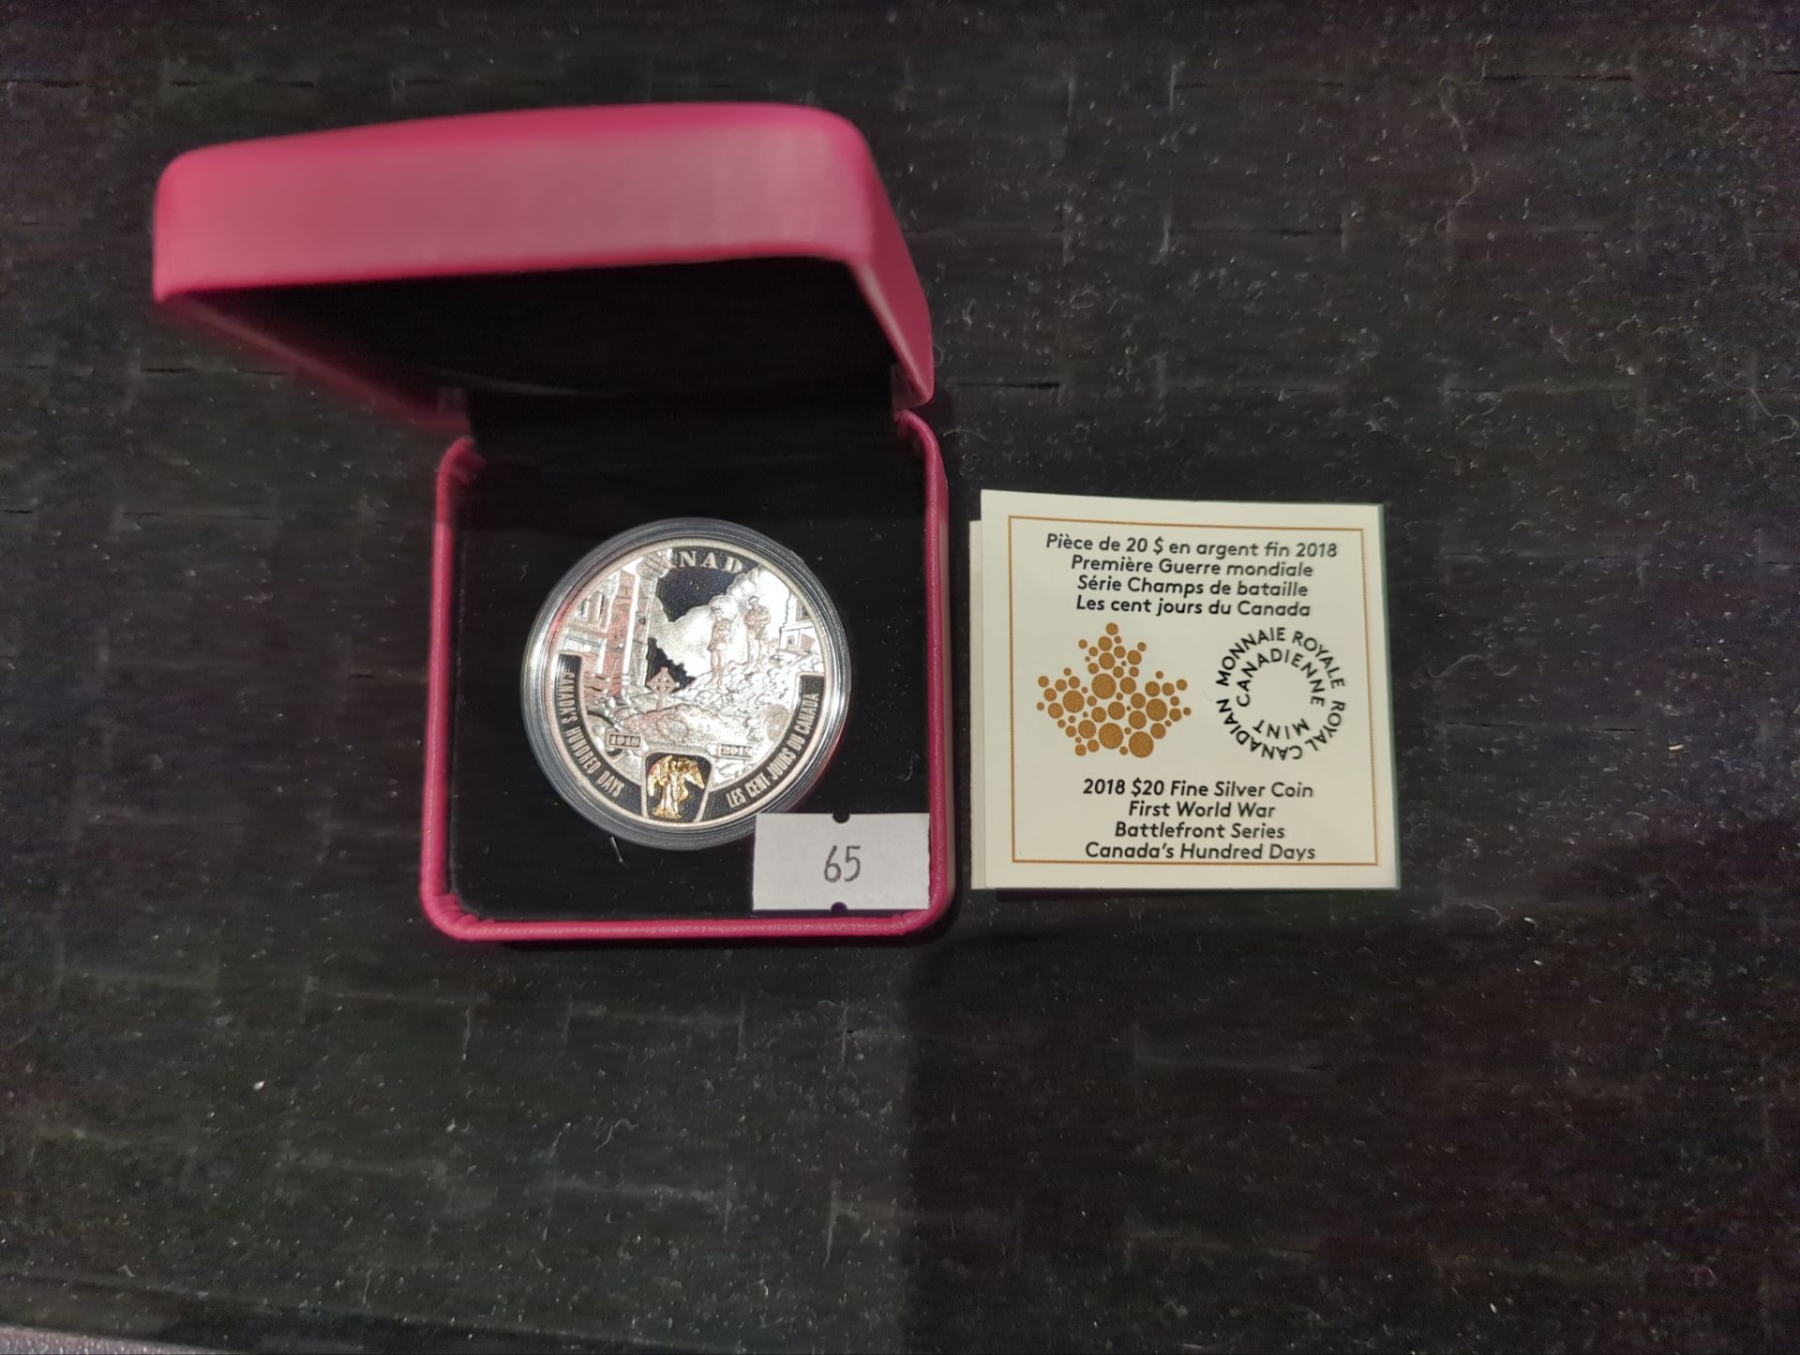 CANADA'S HUNDRED DAYS
2018
LES CENT JOURS DU CANADA
65
Pièce de 20 $ en argent fin 2018
Première Guerre mondiale
Série Champs de bataille
Les cent jours du Canada
MONNAIE ROYALE CANADIENNE
ROYAL CANADIAN MINT
2018 $20 Fine Silver Coin
First World War
Battlefront Series
Canada's Hundred Days